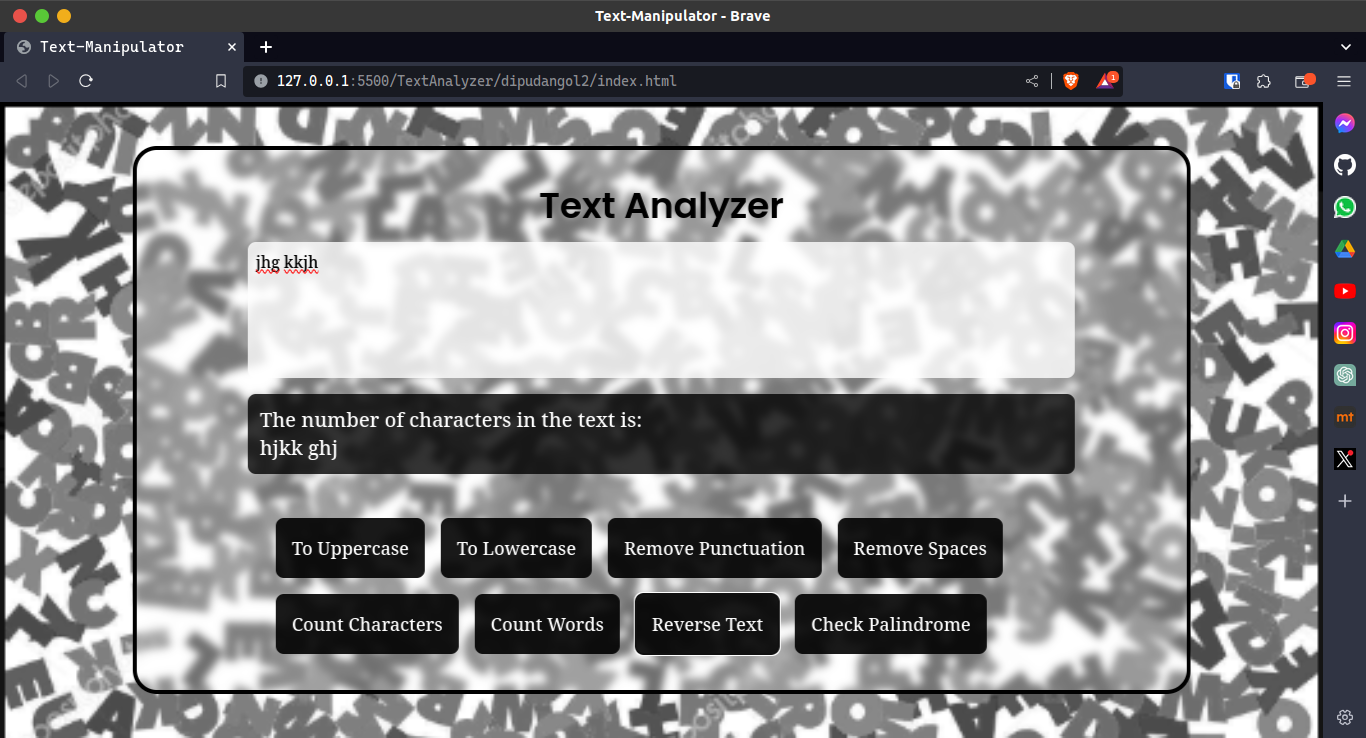 Text-Manipulator - Brave
Text-Manipulator
127.0.0.1:5500/TextAnalyzer/dipudangol2/index.html
1
Text Analyzer
jhg kkjh
The number of characters in the text is:
hjkk ghj
To Uppercase To Lowercase Remove Punctuation Remove Spaces
Count Characters Count Words Reverse Text Check Palindrome
mt